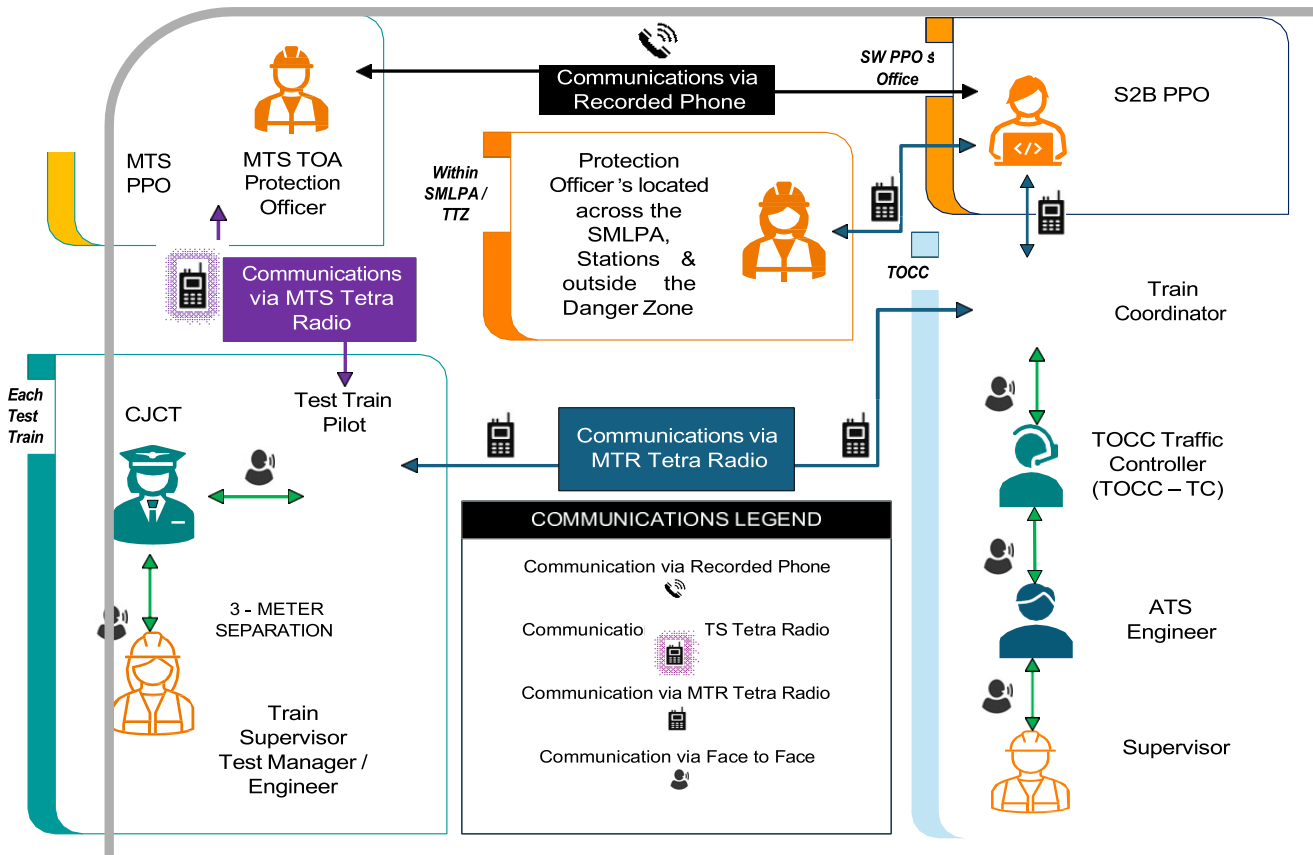 Communications via
Recorded Phone
SW PPO s
Office
S2B PPO
MTS
PPO
MTS TOA
Protection
Officer
Within
SMLPA /
TTZ
Protection
Officer 's located
across the
SMLPA,
Stations &
outside the
Danger Zone
</>
Communications
via MTS Tetra
Radio
TOCC
Train
Coordinator
Each
Test
Train
CJCT
Test Train
Pilot
Communications via
MTR Tetra Radio
TOCC Traffic
Controller
(TOCC – TC)
3 - METER
SEPARATION
Train
Supervisor
Test Manager /
Engineer
COMMUNICATIONS LEGEND
Communication via Recorded Phone
Communicatio TS Tetra Radio
Communication via MTR Tetra Radio
Communication via Face to Face
ATS
Engineer
Supervisor